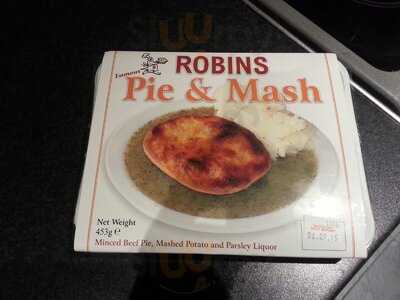 ROBINS
Famous
Pie & Mash
Net Weight
453g e
Minced Beef Pie, Mashed Potato and Parsley Liquor